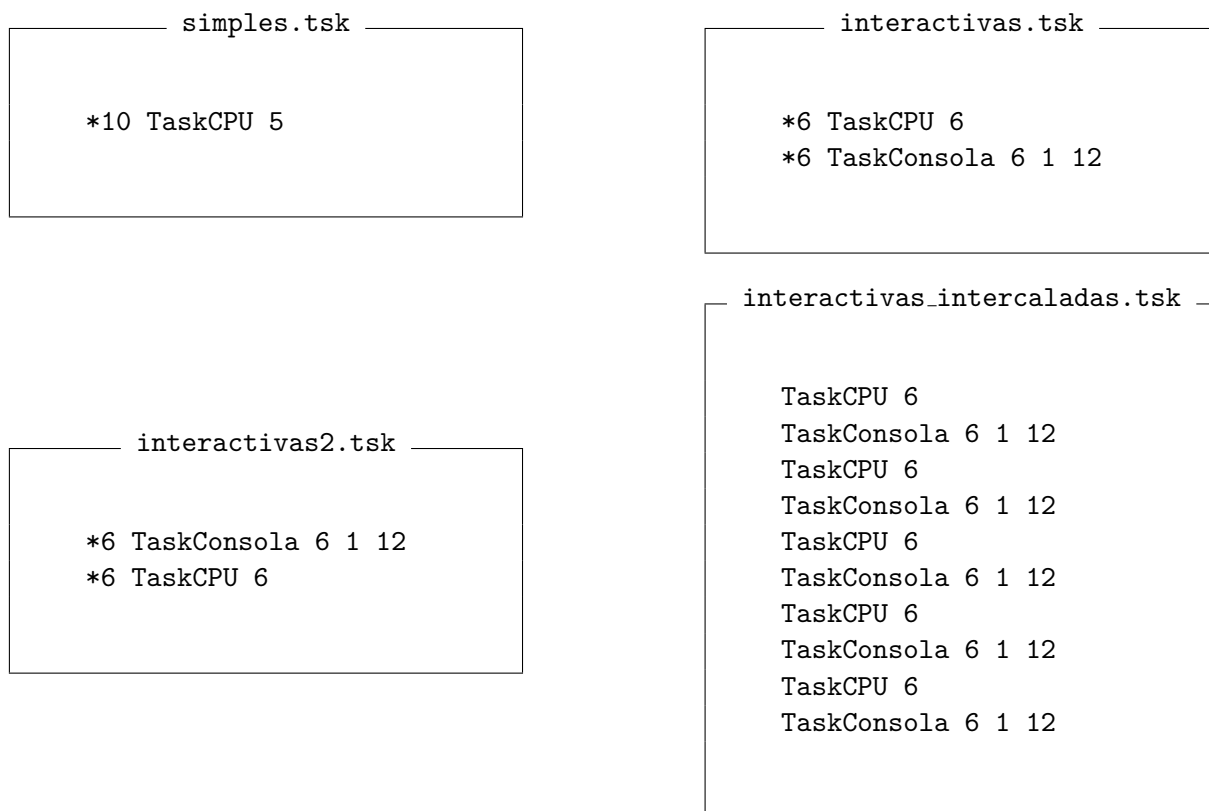 simples.tsk
*10 TaskCPU 5
interactivas.tsk
*6 TaskCPU 6
*6 TaskConsola 6 1 12
interactivas2.tsk
*6 TaskConsola 6 1 12
*6 TaskCPU 6
interactivas_intercaladas.tsk
TaskCPU 6
TaskConsola 6 1 12
TaskCPU 6
TaskConsola 6 1 12
TaskCPU 6
TaskConsola 6 1 12
TaskCPU 6
TaskConsola 6 1 12
TaskCPU 6
TaskConsola 6 1 12